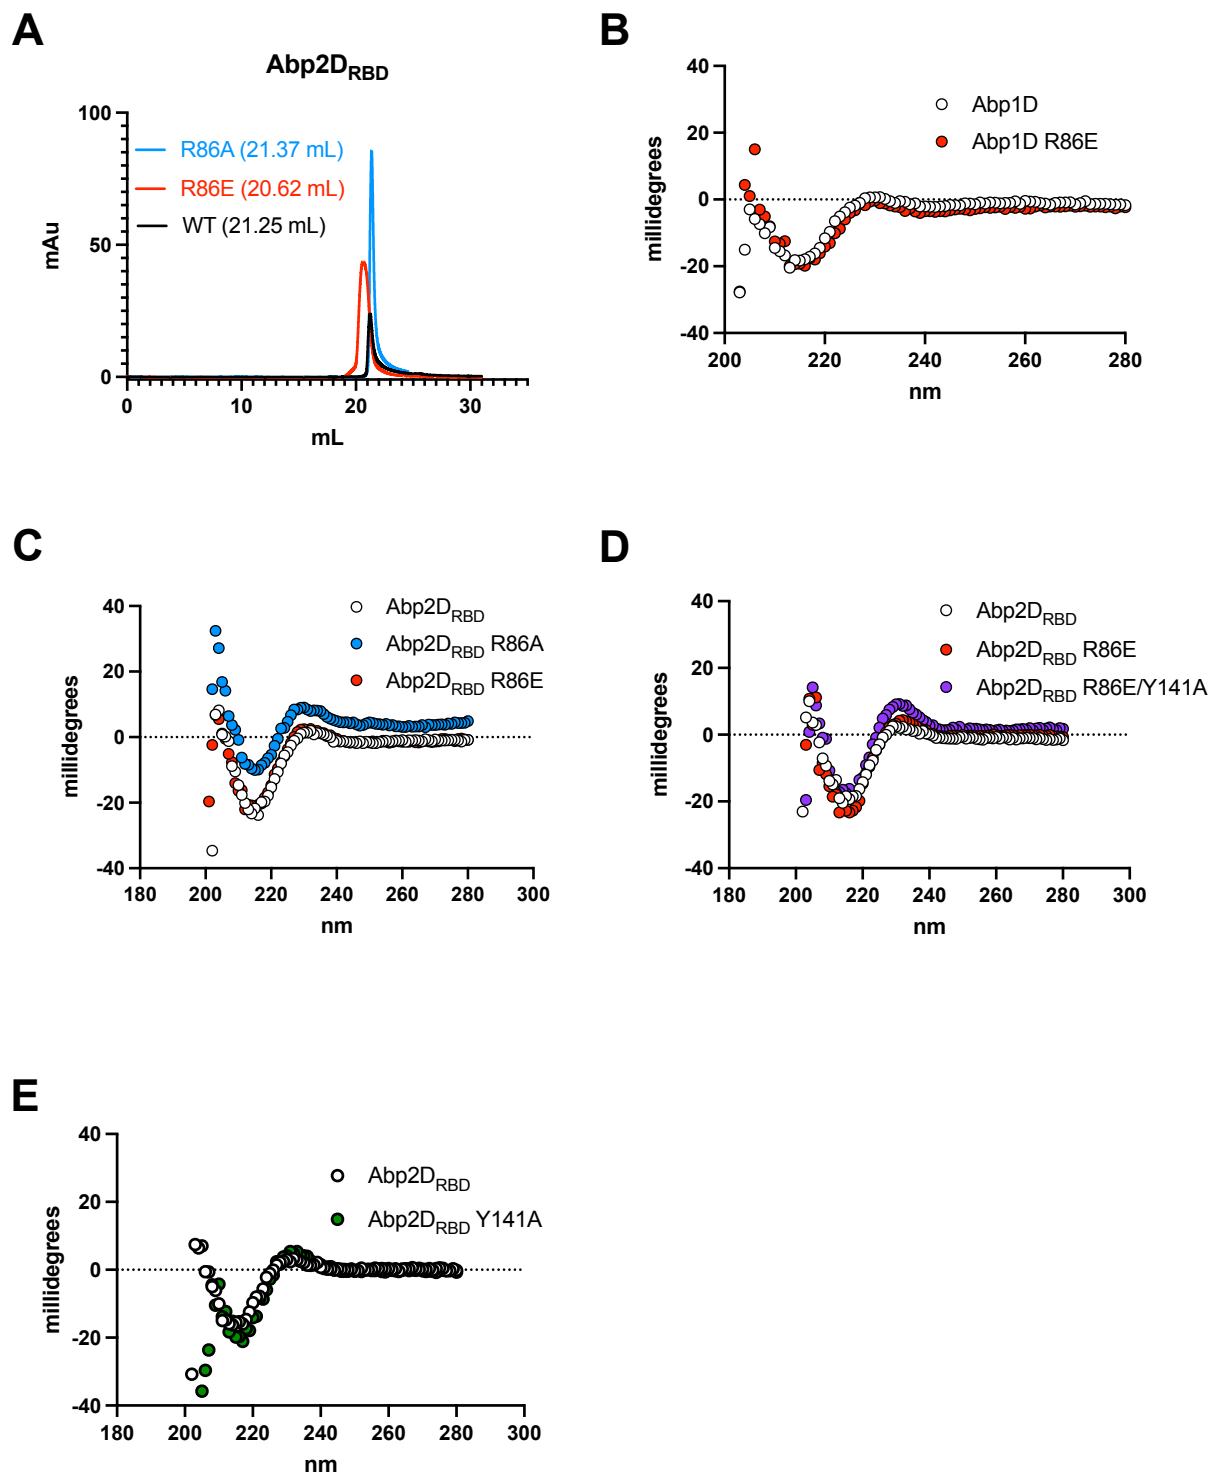 A
Abp2DRBD
100
50
0
mAu
R86A (21.37 mL)
R86E (20.62 mL)
WT (21.25 mL)
0 10 20 30
mL
B
40
20
0
-20
-40
millidegrees
Abp1D
Abp1D R86E
200 220 240 260 280
nm
C
40
20
0
-20
-40
millidegrees
Abp2DRBD
Abp2DRBD R86A
Abp2DRBD R86E
180 200 220 240 260 280 300
nm
D
40
20
0
-20
-40
millidegrees
Abp2DRBD
Abp2DRBD R86E
Abp2DRBD R86E/Y141A
180 200 220 240 260 280 300
nm
E
40
20
0
-20
-40
millidegrees
Abp2DRBD
Abp2DRBD Y141A
180 200 220 240 260 280 300
nm